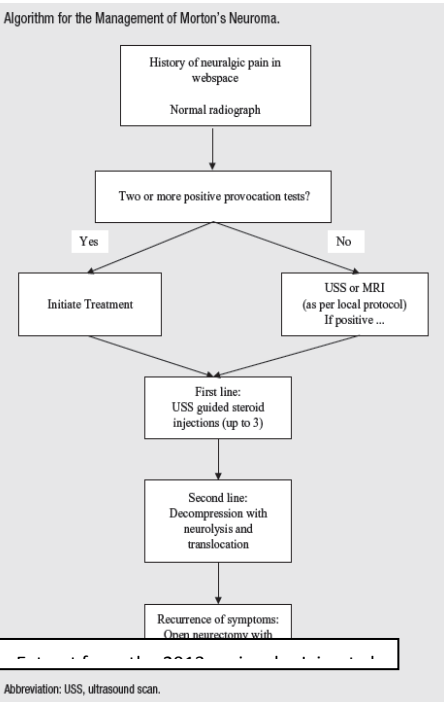 Algorithm for the Management of Morton's Neuroma.
History of neuralgic pain in
webspace
Normal radiograph
Two or more positive provocation tests?
Yes
No
Initiate Treatment
USS or MRI
(as per local protocol)
If positive ...
First line:
USS guided steroid
injections (up to 3)
Second line:
Decompression with
neurolysis and
translocation
Recurrence of symptoms:
Open neurectomy with
Abbreviation: USS, ultrasound scan.